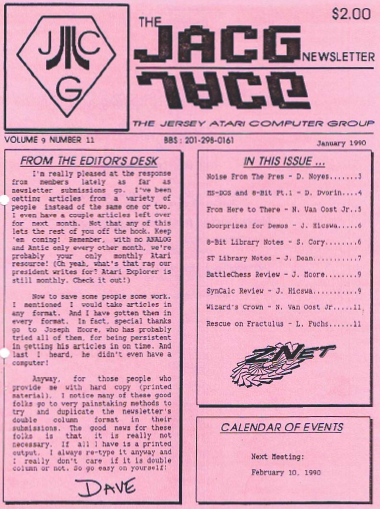 $2.00
THE
JACG
NEWSLETTER
JACG
J C
G
THE JERSEY ATARI COMPUTER GROUP
VOLUME 9 NUMBER 11
BBS: 201-298-0161
January 1990
FROM THE EDITOR'S DESK
I'm really pleased at the response
from members lately as far as
newsletter submissions go. I've been
getting articles from a variety of
people instead of the same one or two.
I even have a couple articles left over
for next month. Not that any of this
lets the rest of you off the hook. Keep
'em coming! Remember, with no ANALOG
and Antic only every other month, we're
probably your only monthly Atari
resource! (Oh yeah, what's that rag our
president writes for? Atari Explorer is
still monthly. Check it out!)
Now to save some people some work.
I mentioned I would take articles in
any format. And I have gotten them in
every format. In fact, special thanks
go to Joseph Moore, who has probably
tried all of them, for being persistent
in getting his articles in on time. And
last I heard, he didn't even have a
computer!
Anyway, for those people who
provide me with hard copy (printed
material). I notice many of these good
folks go to very painstaking methods to
try and duplicate the newsletter's
double column format in their
submissions. The good news for these
folks is that it is really not
necessary. If all I have is a printed
output. I always re-type it anyway and
I really don't care if it is double
column or not. So go easy on yourself!
DAVE
IN THIS ISSUE ...
Noise From The Pres - D. Noyes.......3
MS-DOS and 8-Bit Pt.1 - D. Dvorin....4
From Here to There - N. Van Oost Jr..5
Doorprizes for Demos - J. Hicswa.....6
8-Bit Library Notes - S. Cory........6
ST Library Notes - J. Dean...........7
BattleChess Review - J. Moore........9
SynCalc Review - J. Hicswa...........9
Wizard's Crown - N. Van Oost Jr.....11
Rescue on Fractulus - L. Fuchs......11
ZNET
CALENDAR OF EVENTS
Next Meeting:
February 10, 1990